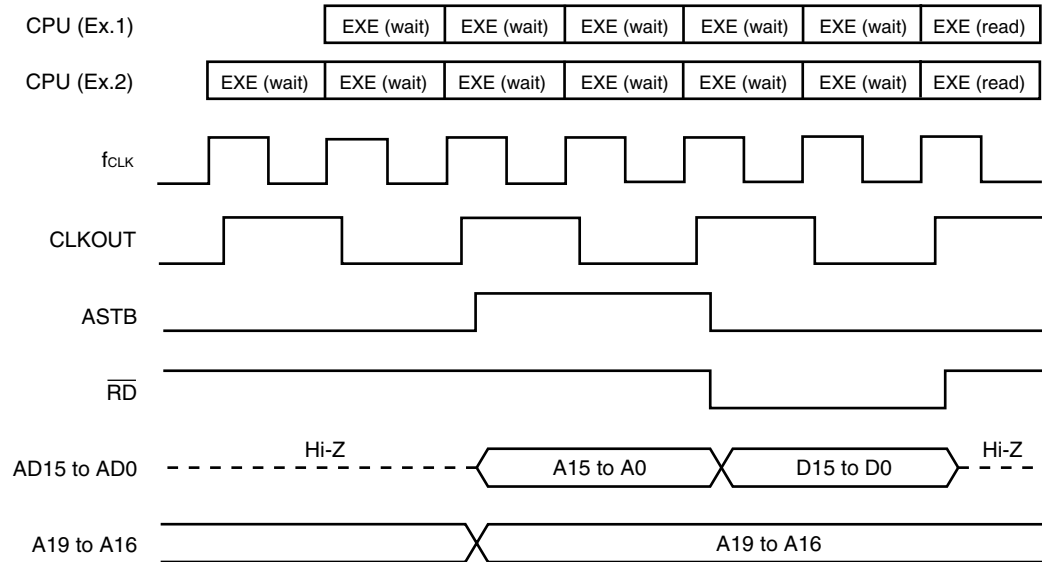 CPU (Ex.1) EXE (wait) EXE (wait) EXE (wait) EXE (wait) EXE (wait) EXE (read)
CPU (Ex.2) EXE (wait) EXE (wait) EXE (wait) EXE (wait) EXE (wait) EXE (wait) EXE (read)
fCLK
CLKOUT
ASTB
RD
AD15 to AD0 Hi-Z A15 to A0 D15 to D0 Hi-Z
A19 to A16 A19 to A16